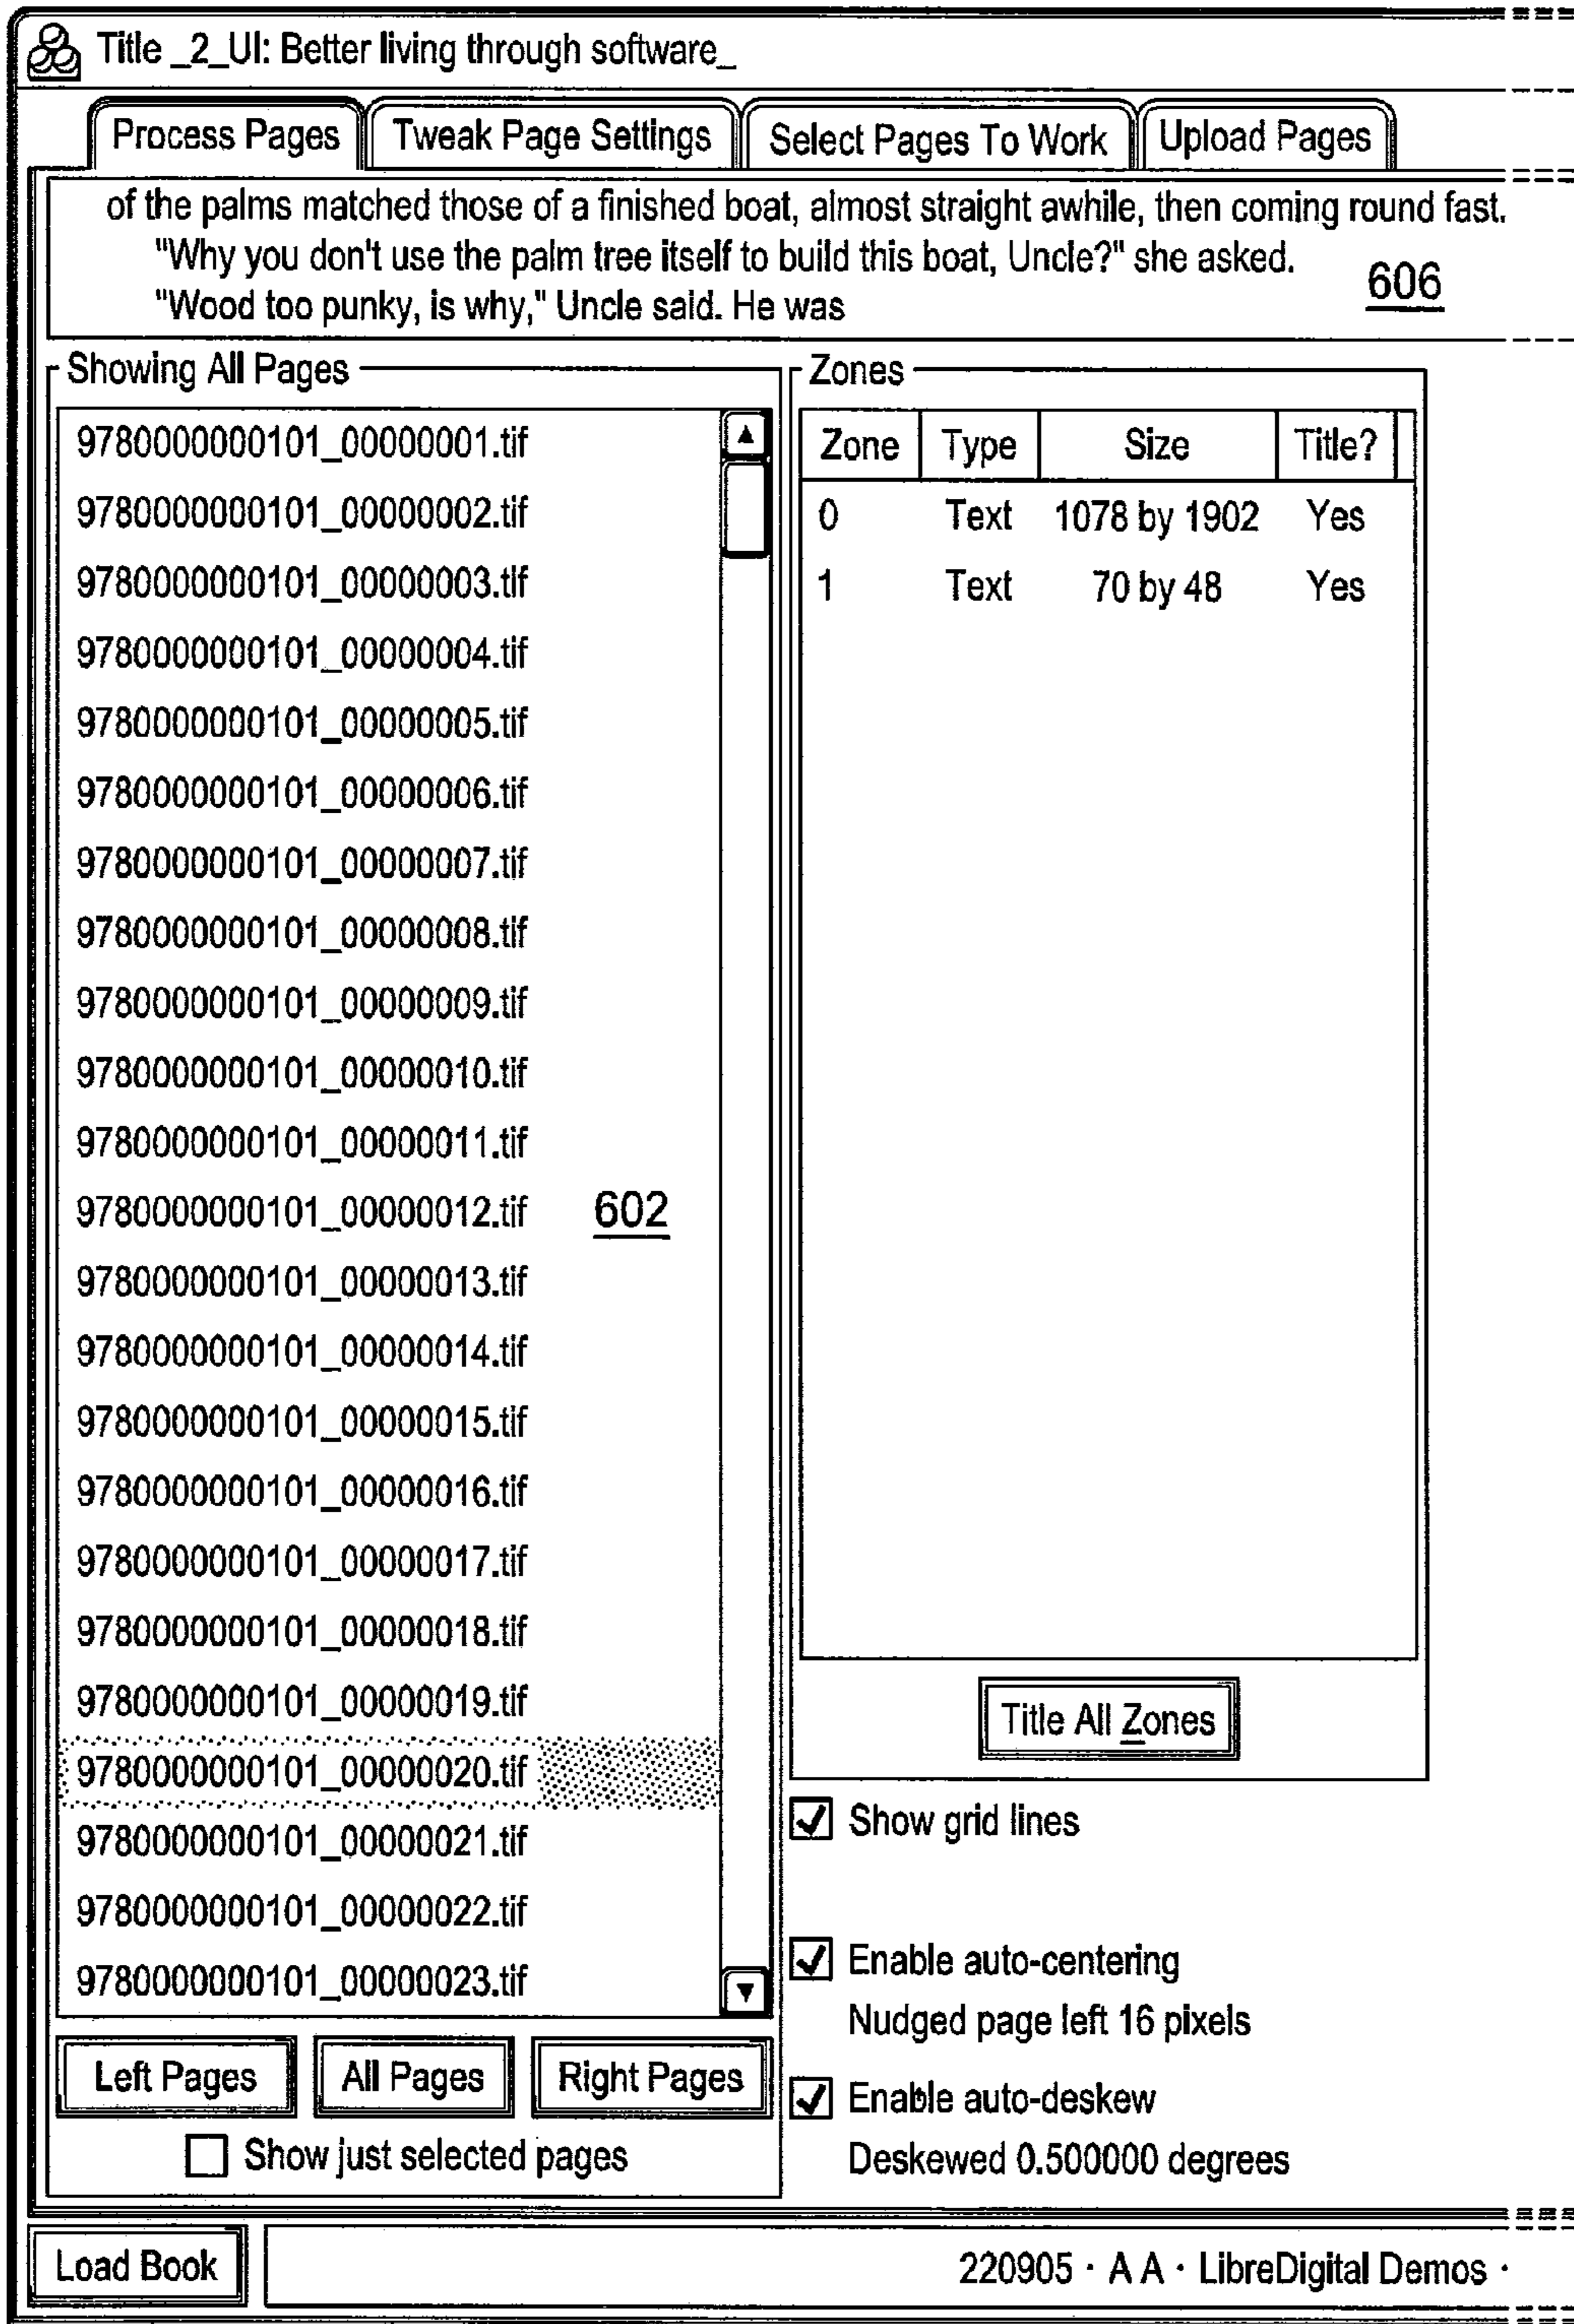 Title _2_UI: Better living through software_
Process Pages Tweak Page Settings Select Pages To Work Upload Pages
of the palms matched those of a finished boat, almost straight awhile, then coming round fast.
"Why you don't use the palm tree itself to build this boat, Uncle?" she asked.
606
"Wood too punky, is why," Uncle said. He was
Showing All Pages
9780000000101_00000001.tif
9780000000101_00000002.tif
9780000000101_00000003.tif
9780000000101_00000004.tif
9780000000101_00000005.tif
9780000000101_00000006.tif
9780000000101_00000007.tif
9780000000101_00000008.tif
9780000000101_00000009.tif
9780000000101_00000010.tif
9780000000101_00000011.tif
9780000000101_00000012.tif
602
9780000000101_00000013.tif
9780000000101_00000014.tif
9780000000101_00000015.tif
9780000000101_00000016.tif
9780000000101_00000017.tif
9780000000101_00000018.tif
9780000000101_00000019.tif
9780000000101_00000020.tif
9780000000101_00000021.tif
9780000000101_00000022.tif
9780000000101_00000023.tif
Left Pages All Pages Right Pages
Show just selected pages
Zones
Zone Type Size Title?
0 Text 1078 by 1902 Yes
1 Text 70 by 48 Yes
Title All Zones
Show grid lines
Enable auto-centering
Nudged page left 16 pixels
Enable auto-deskew
Deskewed 0.500000 degrees
Load Book
220905 · A A · LibreDigital Demos ·